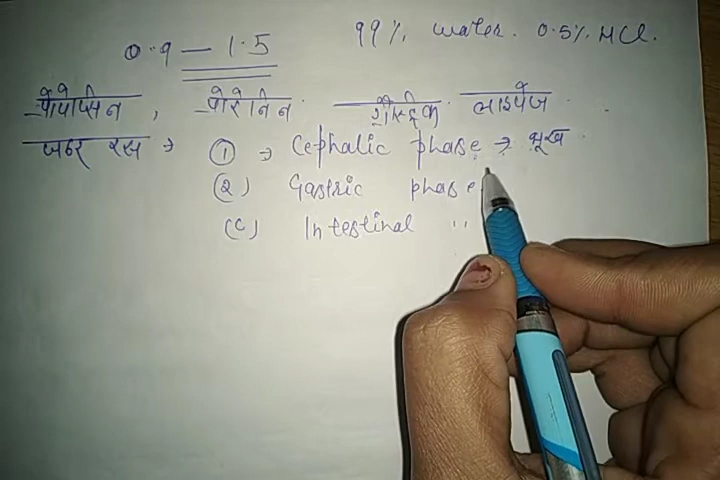 0.9 — 1.5 99% water. 0.5% HCl.
पेपेप्सिन, पेरेनिन गैस्ट्रिक लाइपेज
जठर रस → ① → Cephalic phase → भूख
(2) Gastric phase
(C) Intestinal "